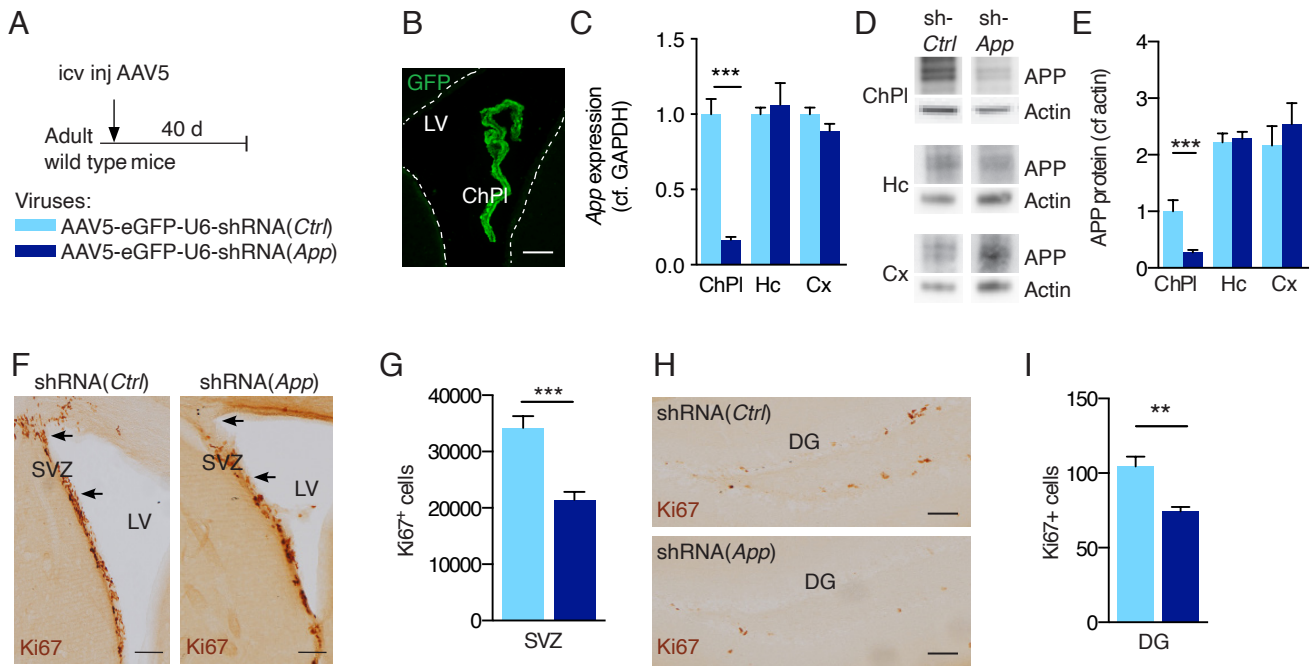 A
icv inj AAV5
Adult
40 d
wild type mice
Viruses:
AAV5-eGFP-U6-shRNA(Ctrl)
AAV5-eGFP-U6-shRNA(App)
B
GFP
LV
ChPl
C
App expression
(cf. GAPDH)
1.5
1.0
0.5
0.0
***
ChPl Hc Cx
D
sh-
Ctrl
sh-
App
ChPl
APP
Actin
Hc
APP
Actin
Cx
APP
Actin
E
APP protein (cf actin)
4
3
2
1
0
***
ChPl Hc Cx
F
shRNA(Ctrl)
shRNA(App)
SVZ
LV
Ki67
SVZ
LV
Ki67
G
Ki67+ cells
40000
30000
20000
10000
0
***
SVZ
H
shRNA(Ctrl)
DG
Ki67
shRNA(App)
DG
Ki67
I
Ki67+ cells
150
100
50
0
**
DG